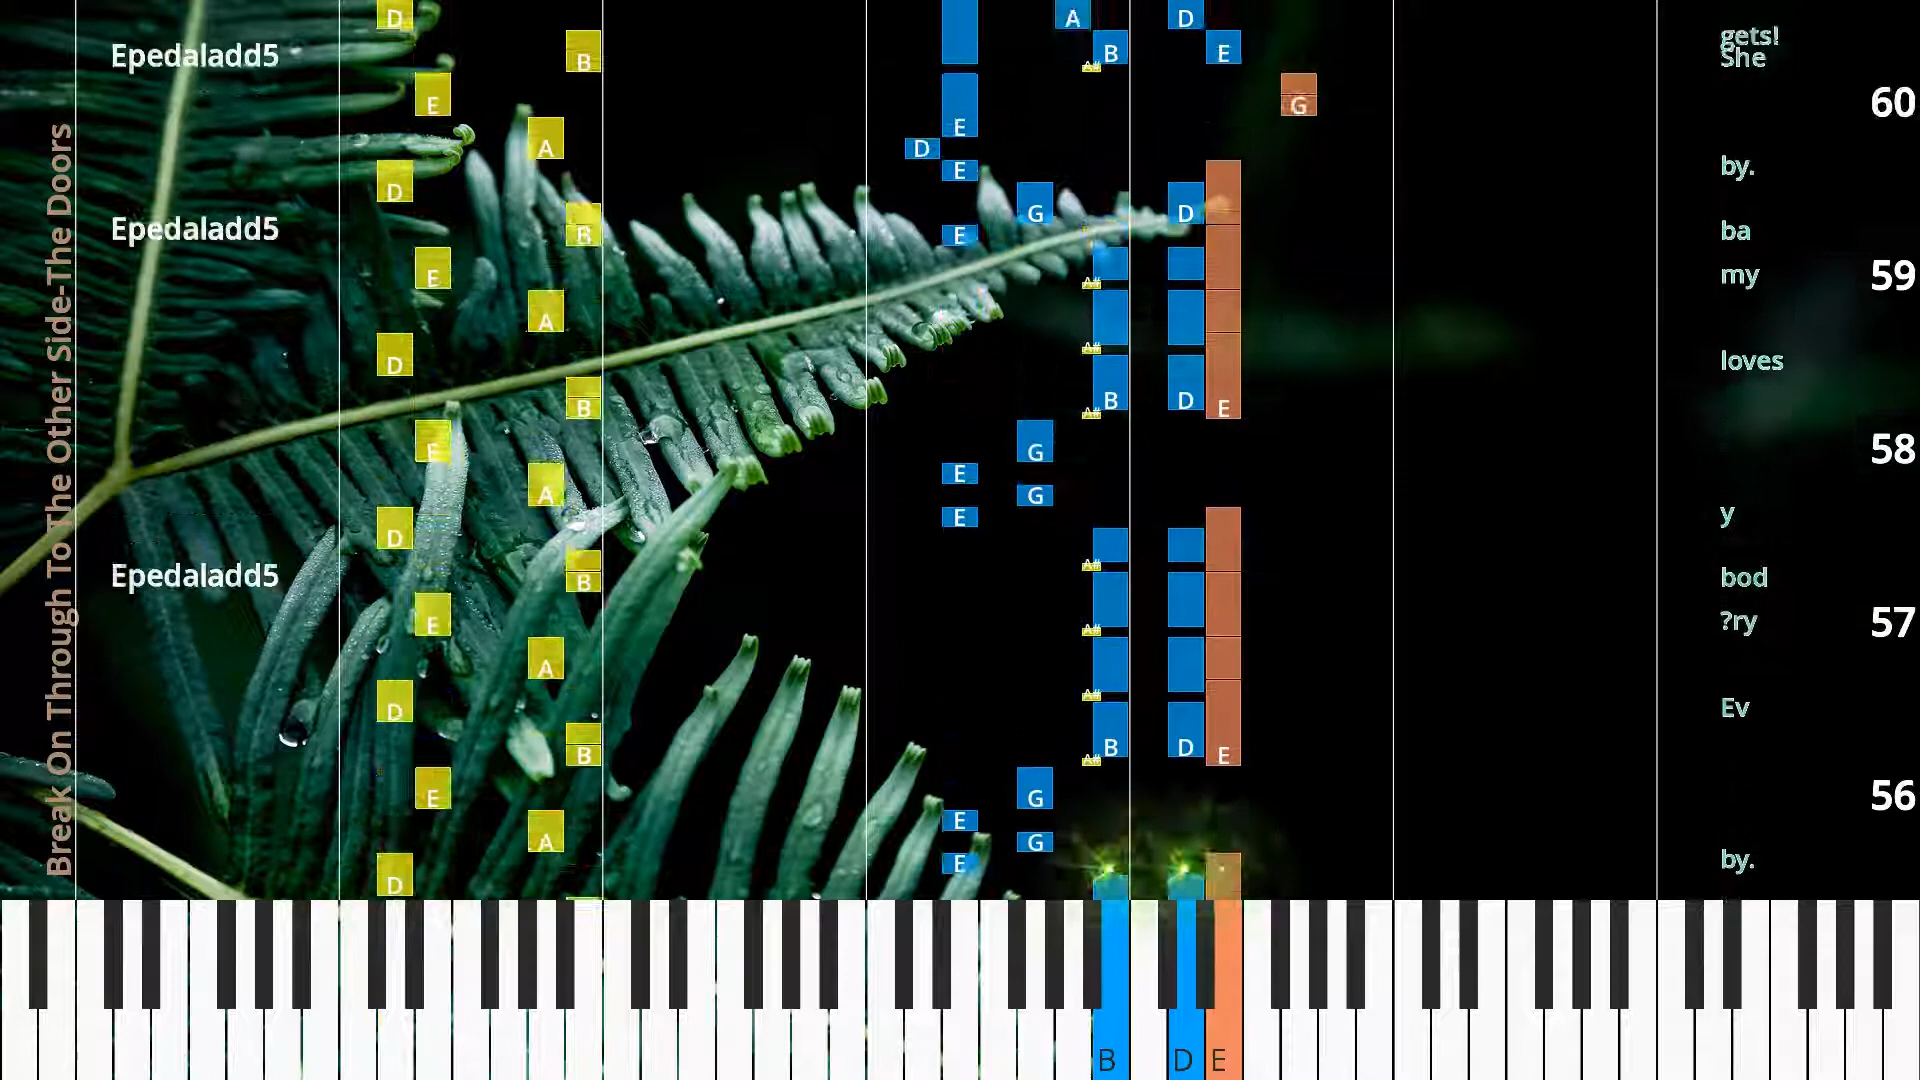 Break On Through To The Other Side-The Doors
D
A
D
gets!
She
Epedaladd5
B
B
E
A#
E
G
60
E
A
D
by.
D
E
G
D
Epedaladd5
B
E
ba
E
my
59
A#
A
A#
D
loves
B
B
D
E
A#
E
G
58
A
E
G
D
E
y
A#
Epedaladd5
B
bod
E
A#
?ry
57
A
A#
D
Ev
B
B
D
E
A#
E
G
56
E
A
G
D
E
by.
B
D
E